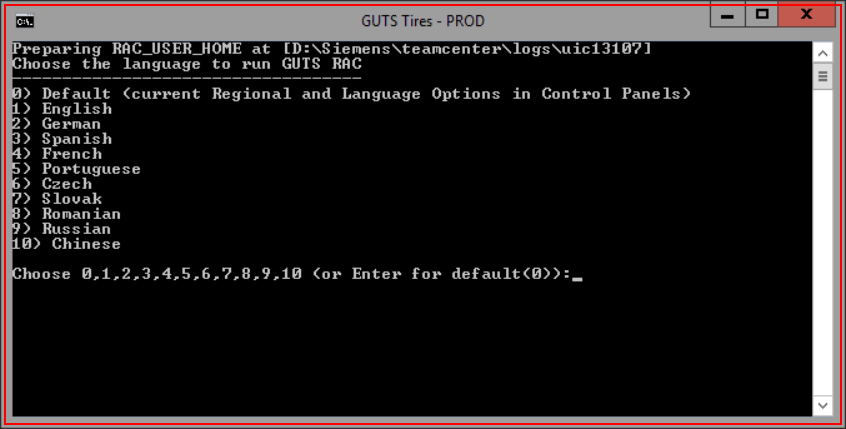 GUTS Tires - PROD
Preparing RAC_USER_HOME at [D:\Siemens\teamcenter\logs\uic13107]
Choose the language to run GUTS RAC
-----------------------------------
0) Default (current Regional and Language Options in Control Panels)
1) English
2) German
3) Spanish
4) French
5) Portuguese
6) Czech
7) Slovak
8) Romanian
9) Russian
10) Chinese
Choose 0,1,2,3,4,5,6,7,8,9,10 (or Enter for default(0)):_